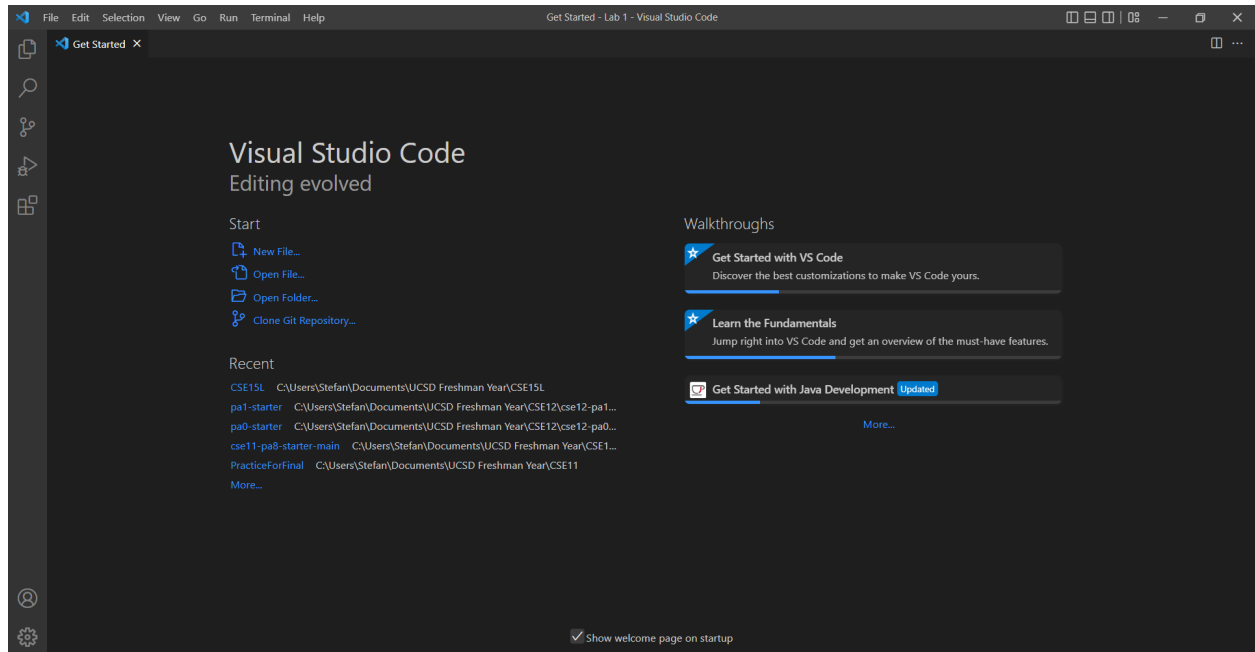 File Edit Selection View Go Run Terminal Help
Get Started - Lab 1 - Visual Studio Code
Get Started
Visual Studio Code
Editing evolved
Start
New File...
Open File...
Open Folder...
Clone Git Repository...
Recent
CSE15L C:\Users\Stefan\Documents\UCSD Freshman Year\CSE15L
pa1-starter C:\Users\Stefan\Documents\UCSD Freshman Year\CSE12\cse12-pa1...
pa0-starter C:\Users\Stefan\Documents\UCSD Freshman Year\CSE12\cse12-pa0...
cse11-pa8-starter-main C:\Users\Stefan\Documents\UCSD Freshman Year\CSE1...
PracticeForFinal C:\Users\Stefan\Documents\UCSD Freshman Year\CSE11
More...
Walkthroughs
Get Started with VS Code
Discover the best customizations to make VS Code yours.
Learn the Fundamentals
Jump right into VS Code and get an overview of the must-have features.
Get Started with Java Development Updated
More...
Show welcome page on startup